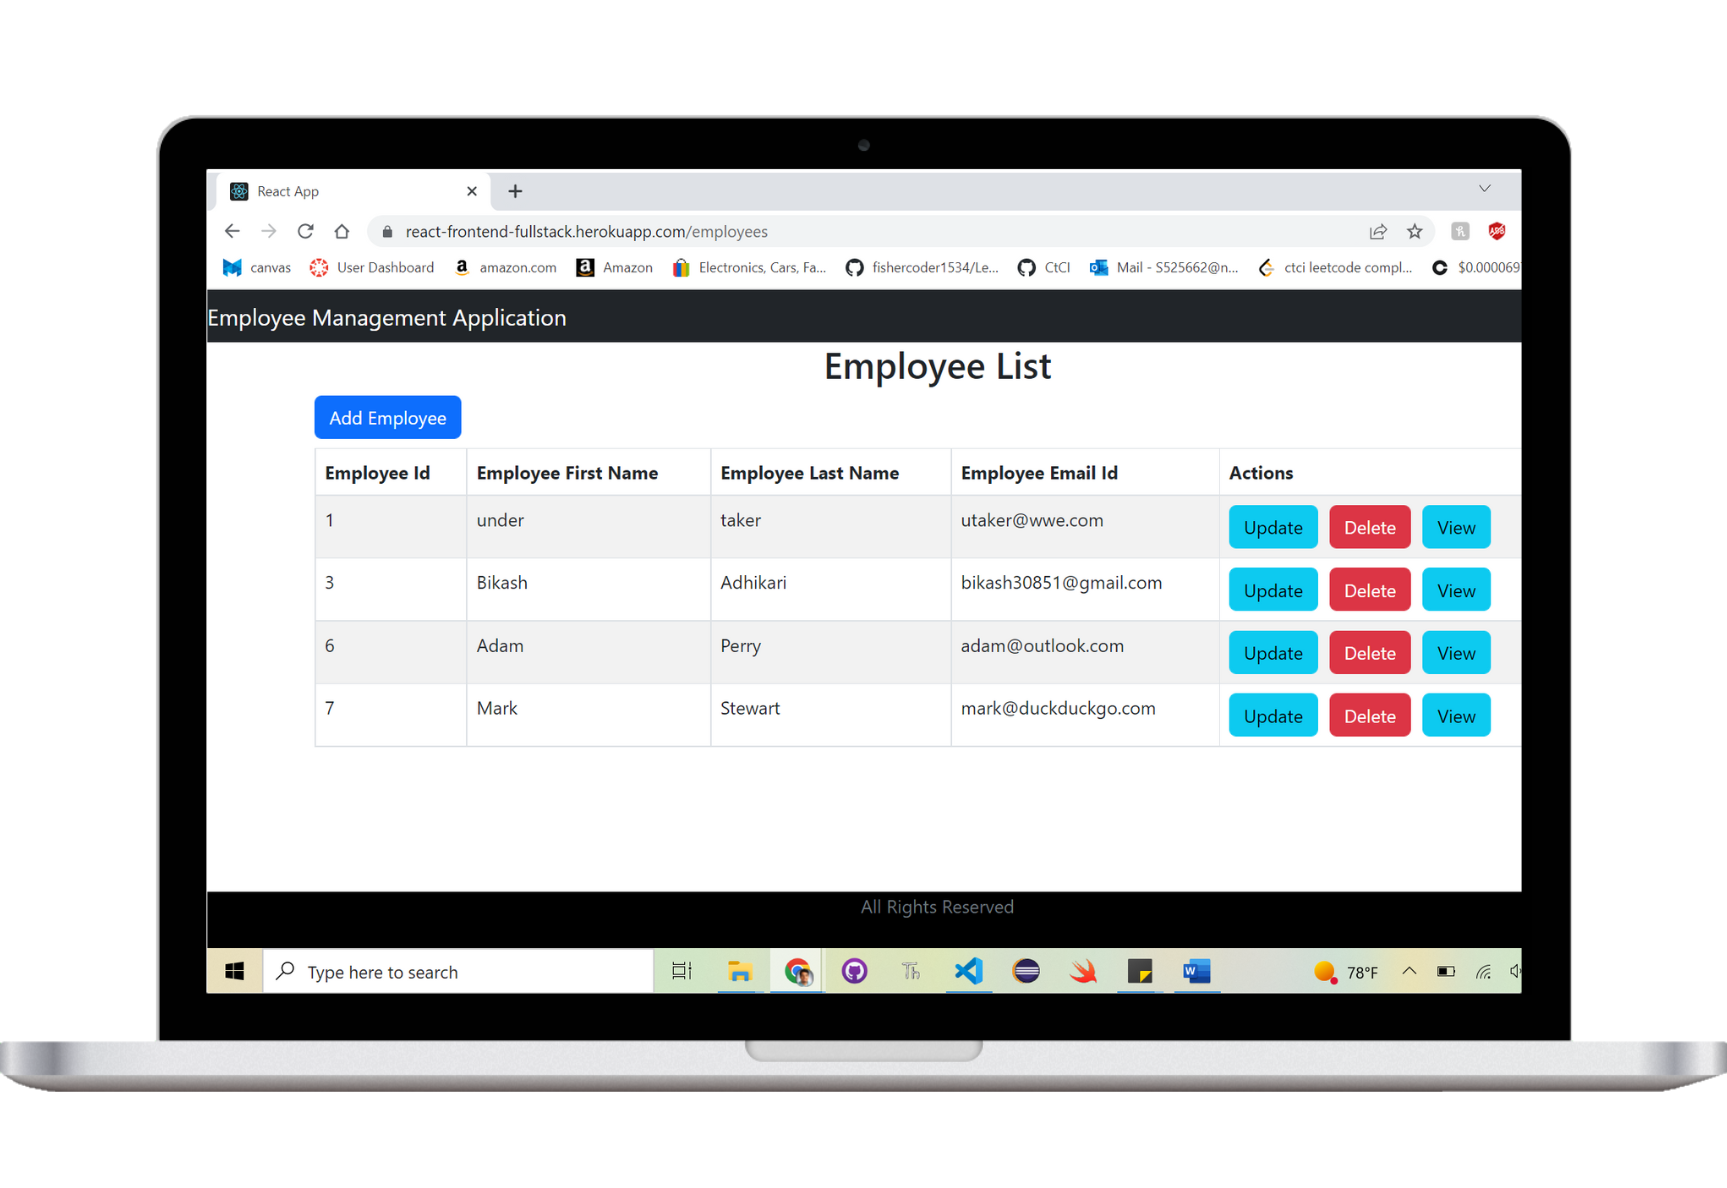 React App
react-frontend-fullstack.herokuapp.com/employees
canvas User Dashboard amazon.com Amazon Electronics, Cars, Fa... fishercoder1534/Le... CtCI Mail - S525662@n... ctci leetcode compl... $0.000069
Employee Management Application
Employee List
Add Employee
Employee Id Employee First Name Employee Last Name Employee Email Id Actions
1 under taker utaker@wwe.com Update Delete View
3 Bikash Adhikari bikash30851@gmail.com Update Delete View
6 Adam Perry adam@outlook.com Update Delete View
7 Mark Stewart mark@duckduckgo.com Update Delete View
All Rights Reserved
Type here to search Th W 78°F